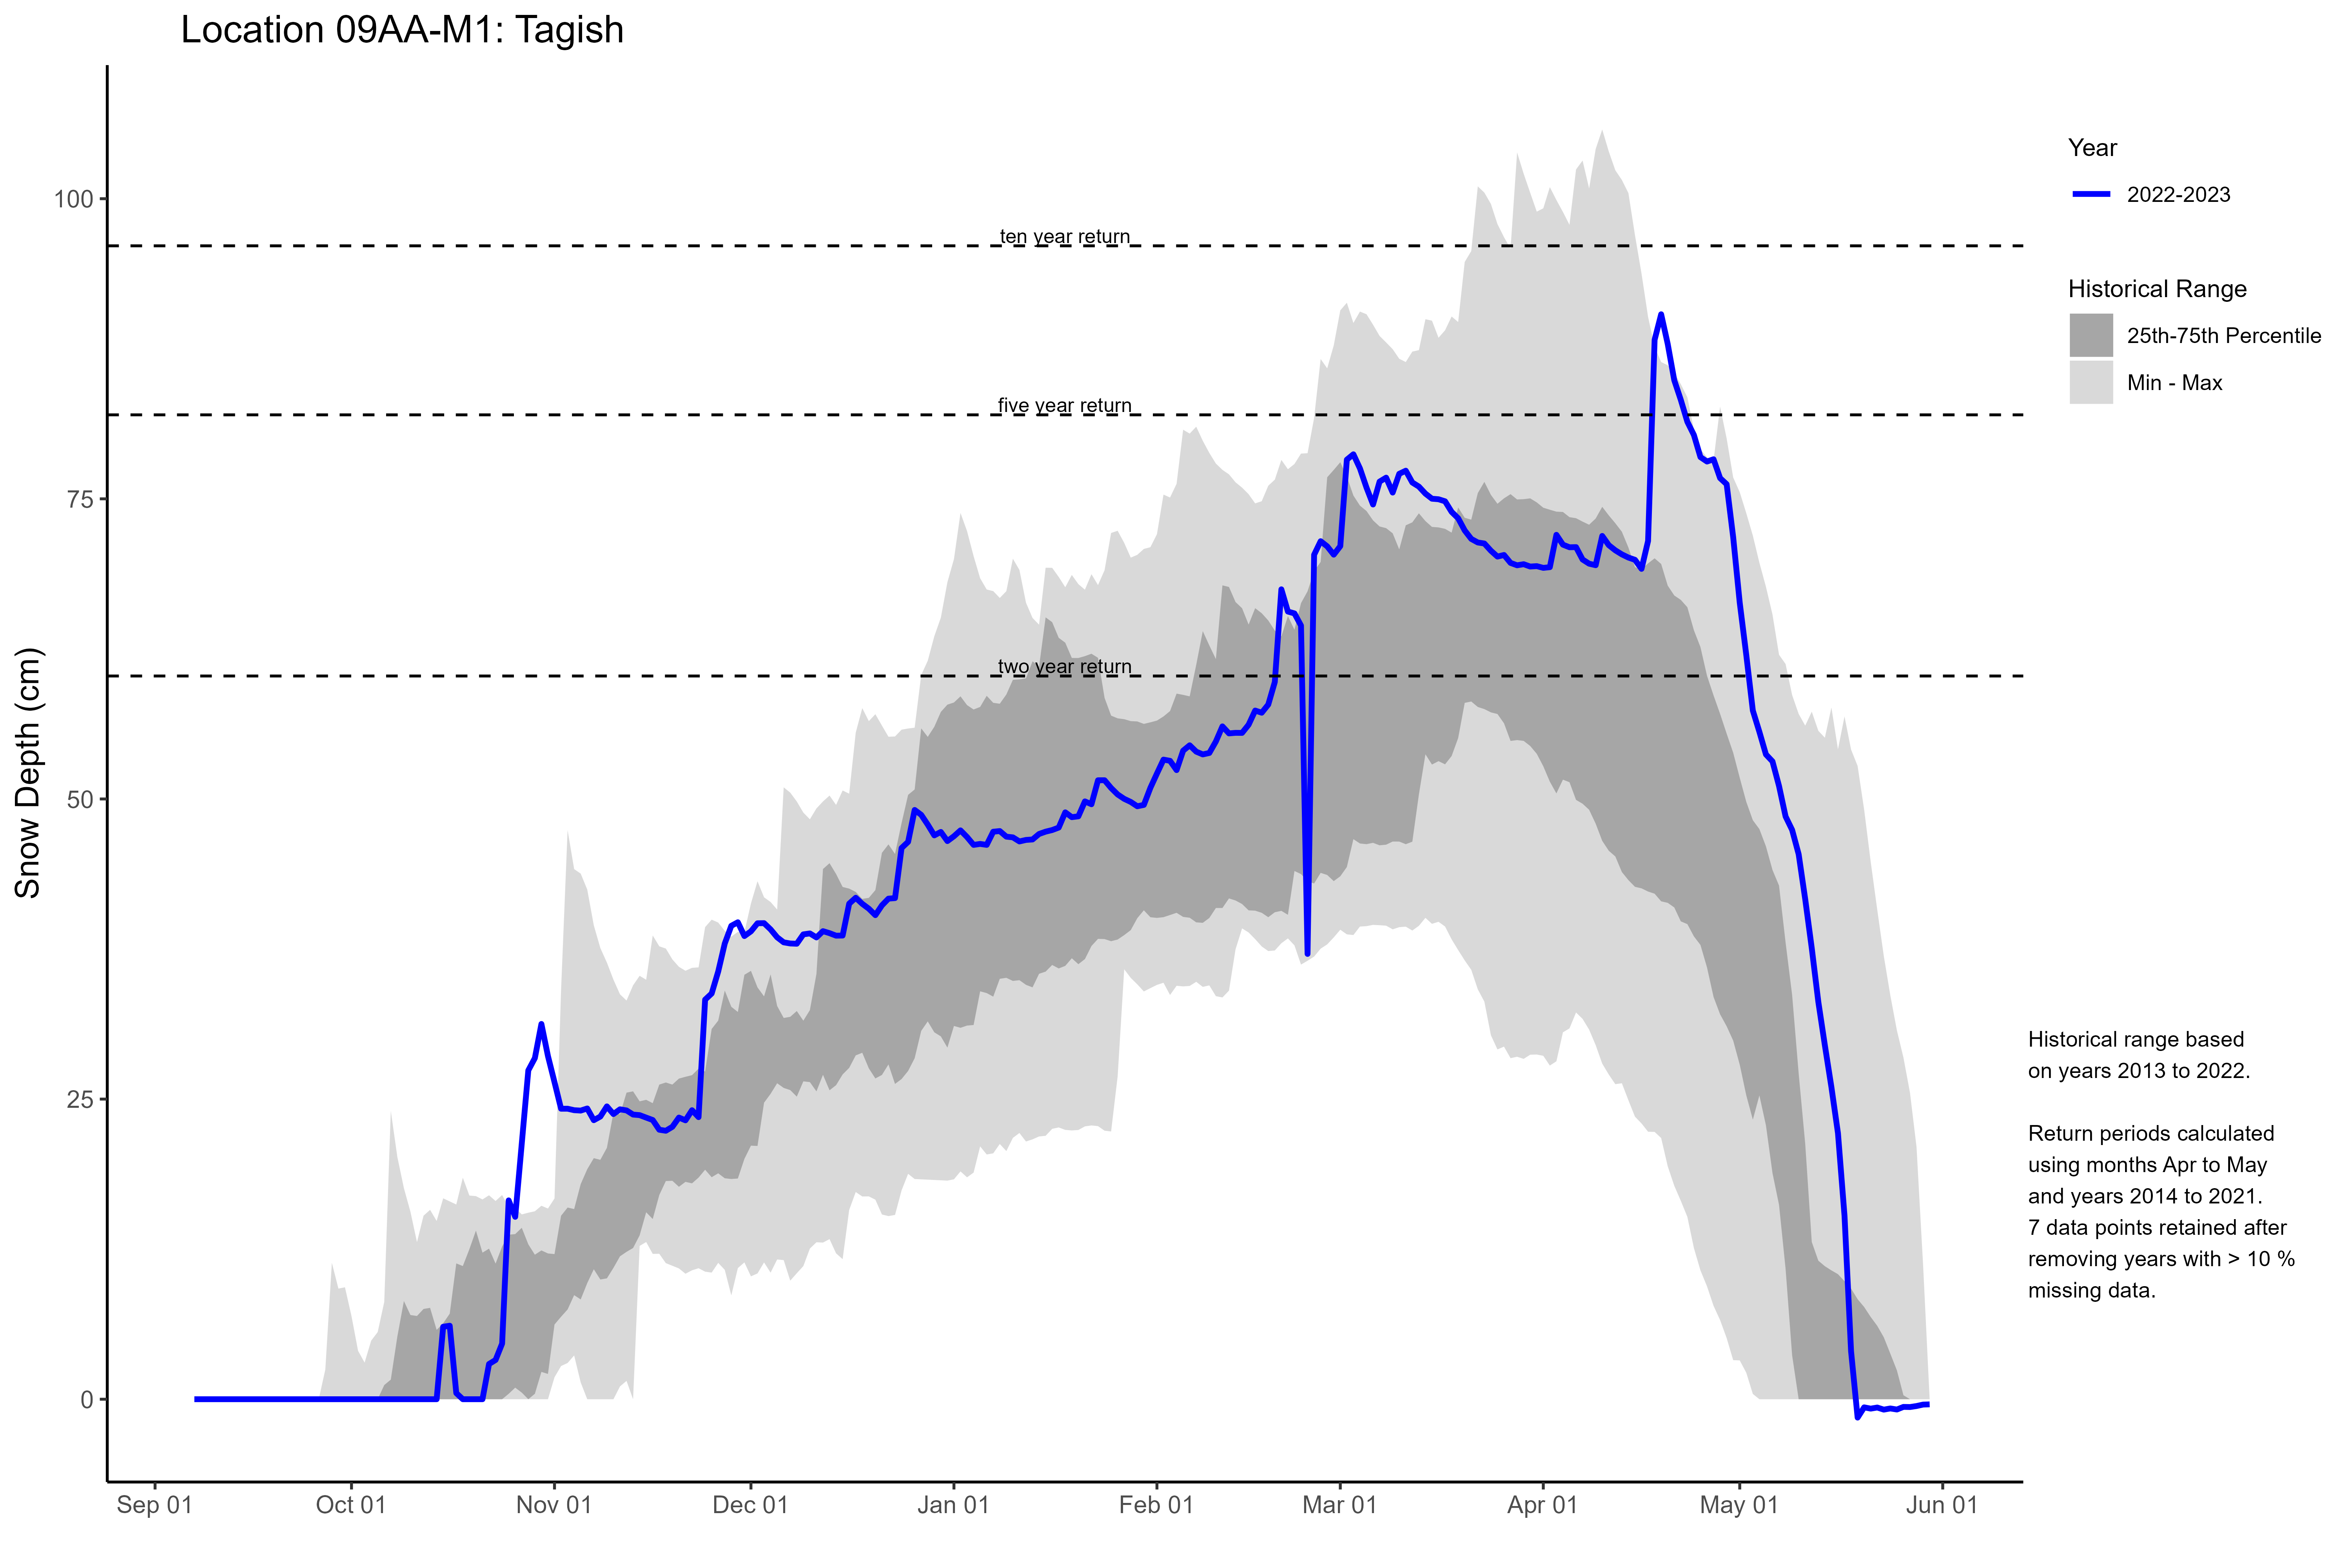 Location 09AA-M1: Tagish
Snow Depth (cm)
100
75
50
25
0
ten year return
five year return
two year return
Sep 01
Oct 01
Nov 01
Dec 01
Jan 01
Feb 01
Mar 01
Apr 01
May 01
Jun 01
Year
2022-2023
Historical Range
25th-75th Percentile
Min - Max
Historical range based
on years 2013 to 2022.
Return periods calculated
using months Apr to May
and years 2014 to 2021.
7 data points retained after
removing years with > 10 %
missing data.